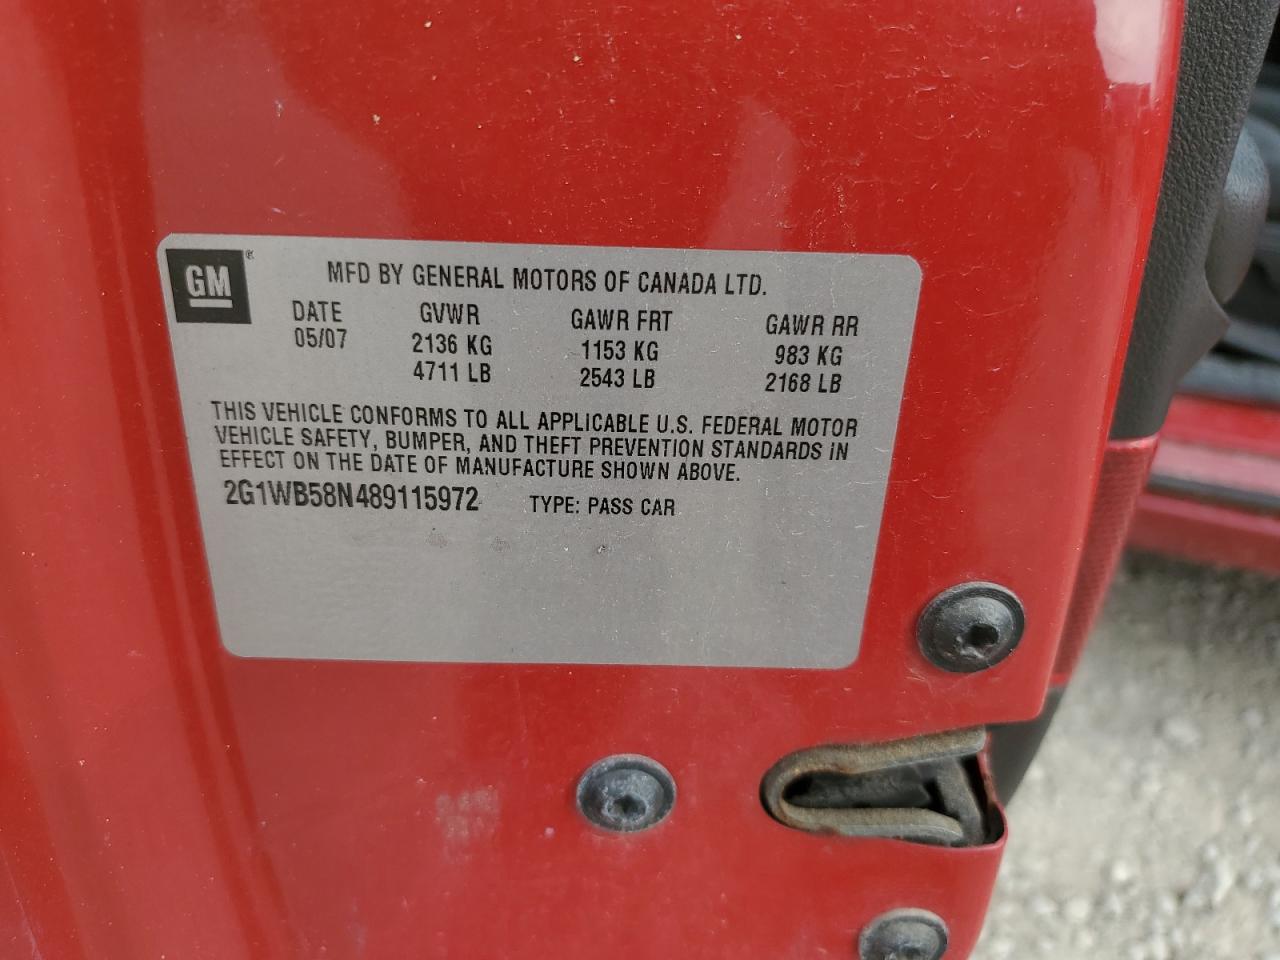 GM® MFD BY GENERAL MOTORS OF CANADA LTD.
DATE GVWR GAWR FRT GAWR RR
05/07 2136 KG 1153 KG 983 KG
4711 LB 2543 LB 2168 LB
THIS VEHICLE CONFORMS TO ALL APPLICABLE U.S. FEDERAL MOTOR
VEHICLE SAFETY, BUMPER, AND THEFT PREVENTION STANDARDS IN
EFFECT ON THE DATE OF MANUFACTURE SHOWN ABOVE.
2G1WB58N489115972 TYPE: PASS CAR